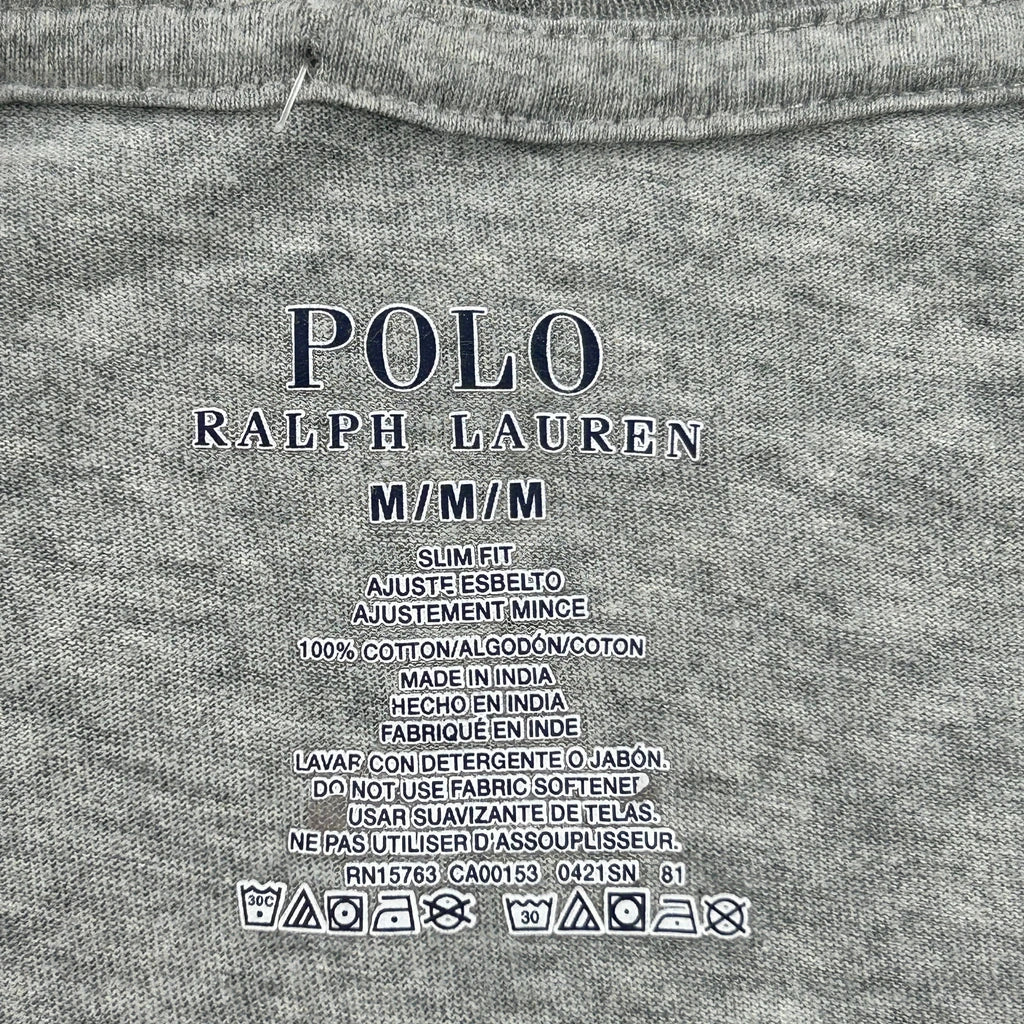 POLO
RALPH LAUREN
M/M/M
SLIM FIT
AJUSTE ESBELTO
AJUSTEMENT MINCE
100% COTTON/ALGODÓN/COTON
MADE IN INDIA
HECHO EN INDIA
FABRIQUÉ EN INDE
LAVAR CON DETERGENTE O JABÓN.
DO NOT USE FABRIC SOFTENER
USAR SUAVIZANTE DE TELAS.
NE PAS UTILISER D'ASSOUPLISSEUR.
RN15763 CA00153 0421SN 81
30C 30